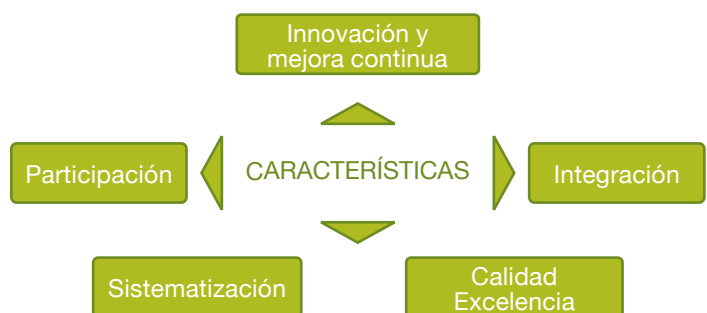 Innovación y
mejora continua
Participación
CARACTERÍSTICAS
Integración
Sistematización
Calidad
Excelencia